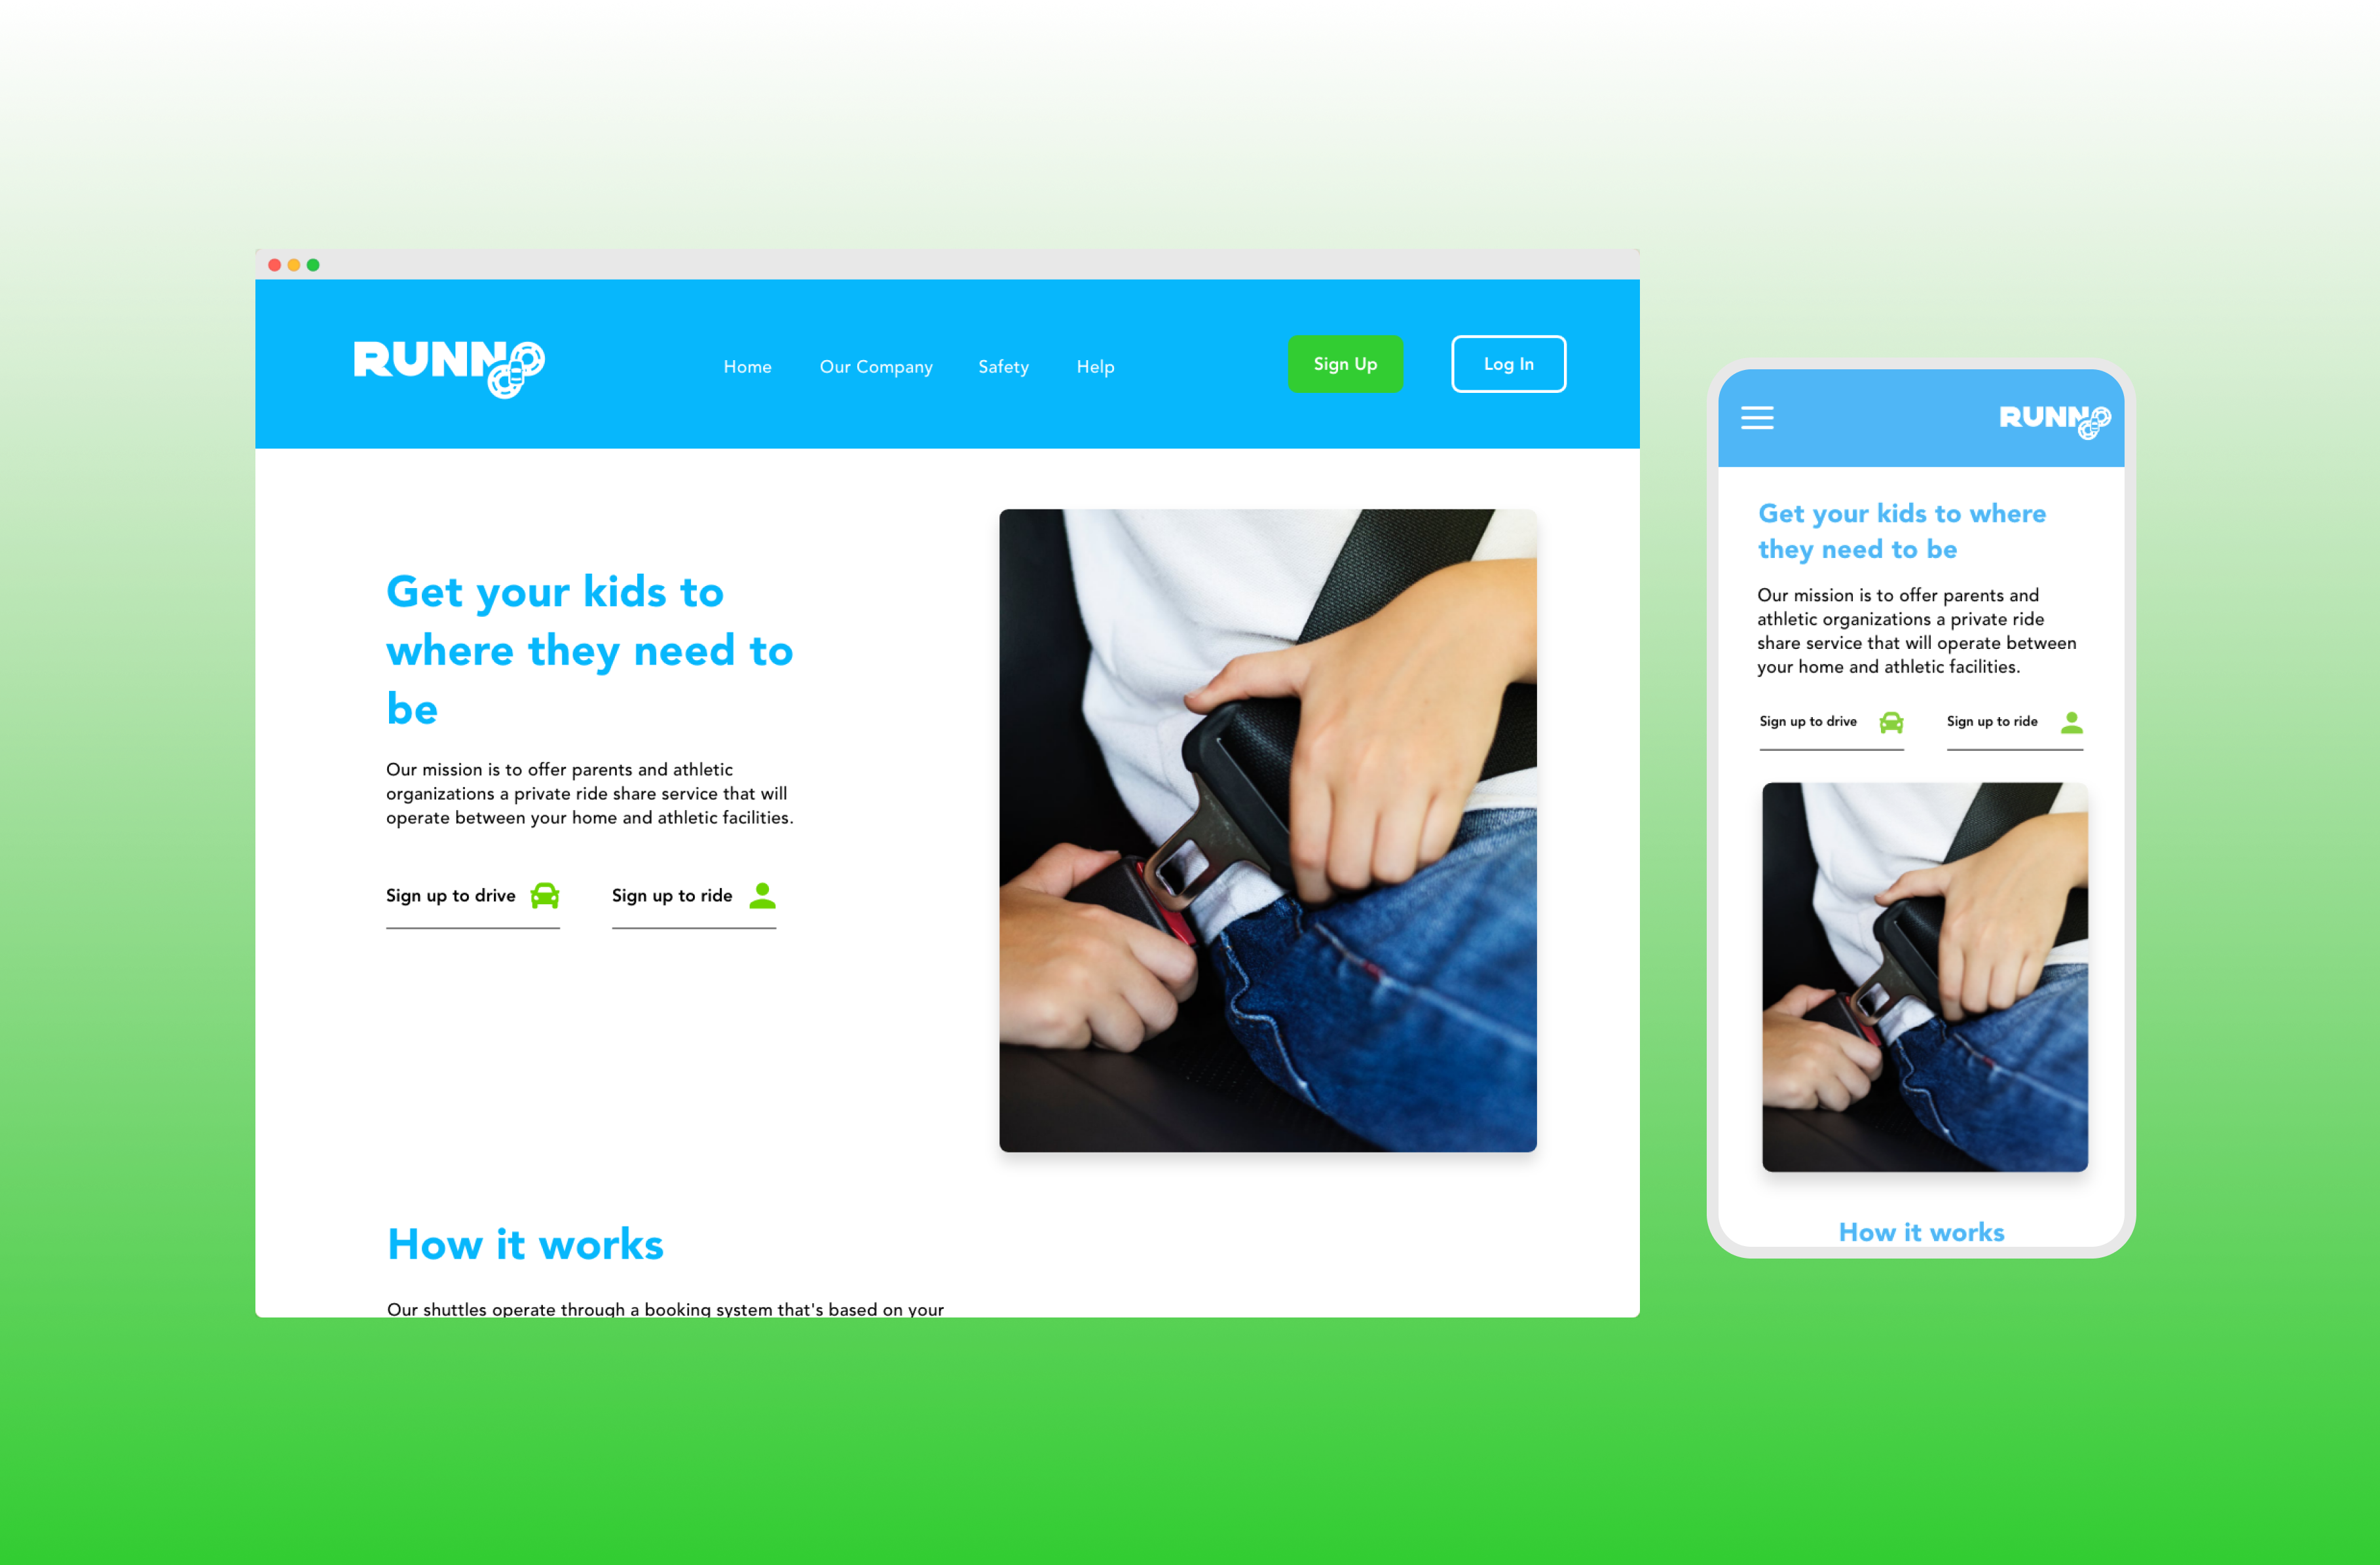 RUNN
Home
Our Company
Safety
Help
Sign Up
Log In
Get your kids to
where they need to
be
Our mission is to offer parents and athletic
organizations a private ride share service that will
operate between your home and athletic facilities.
Sign up to drive
Sign up to ride
How it works
Our shuttles operate through a booking system that's based on your
RUNN
Get your kids to where
they need to be
Our mission is to offer parents and
athletic organizations a private ride
share service that will operate between
your home and athletic facilities.
Sign up to drive
Sign up to ride
How it works